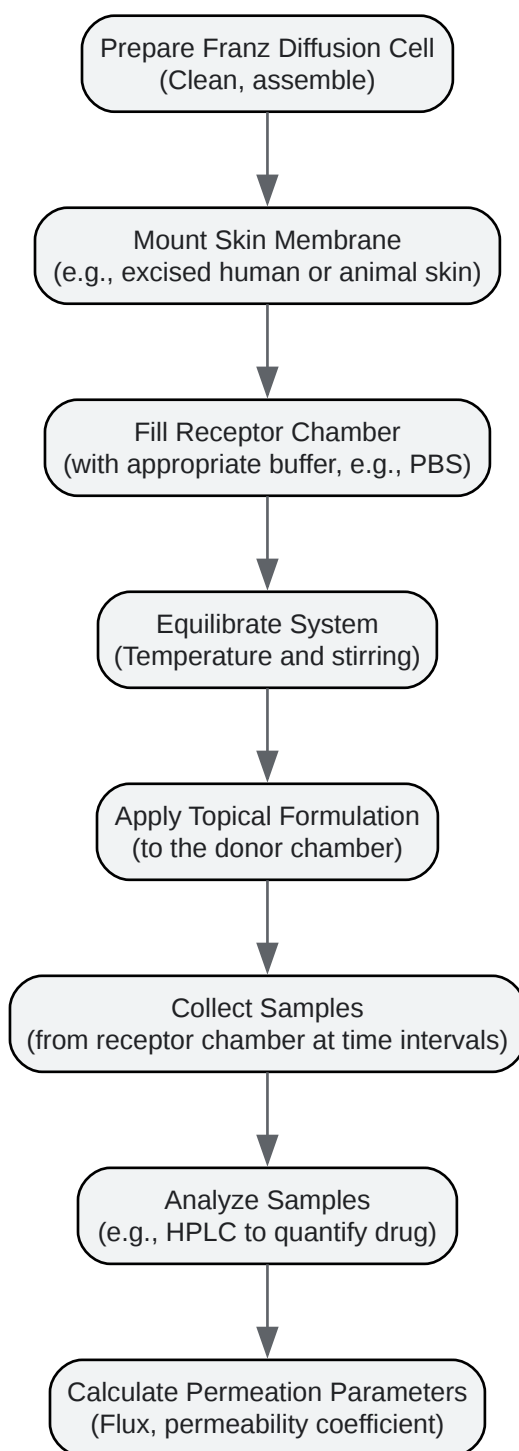 Prepare Franz Diffusion Cell
(Clean, assemble)
Mount Skin Membrane
(e.g., excised human or animal skin)
Fill Receptor Chamber
(with appropriate buffer, e.g., PBS)
Equilibrate System
(Temperature and stirring)
Apply Topical Formulation
(to the donor chamber)
Collect Samples
(from receptor chamber at time intervals)
Analyze Samples
(e.g., HPLC to quantify drug)
Calculate Permeation Parameters
(Flux, permeability coefficient)